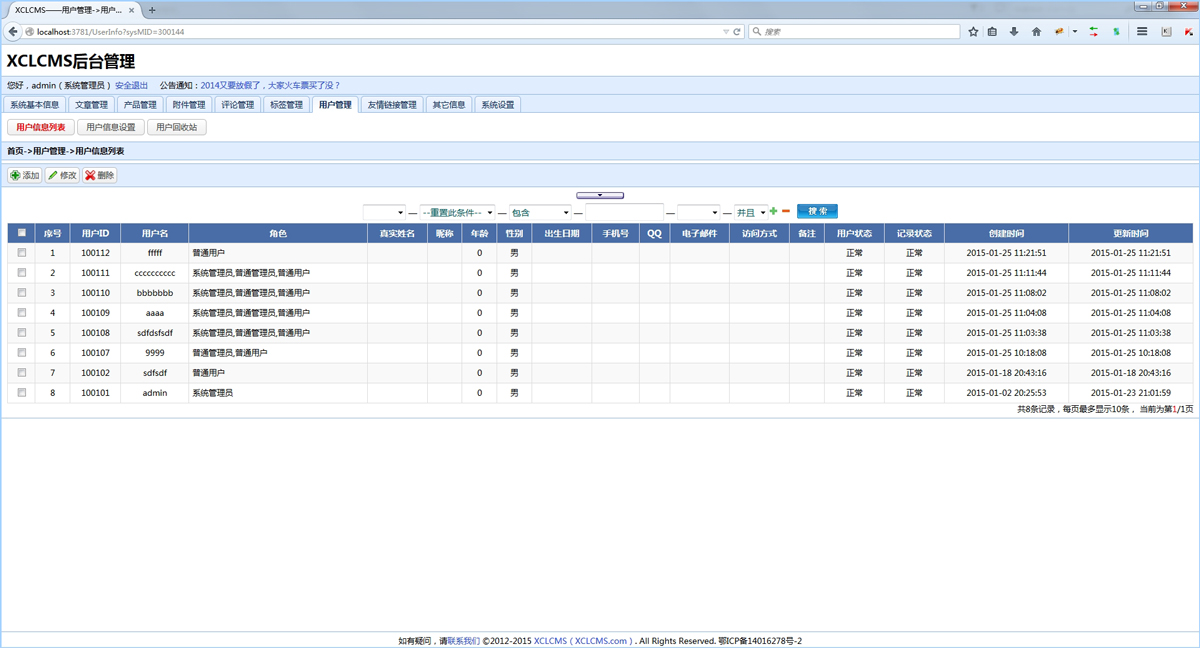 XCLCMS——用户管理->用户...
localhost:3781/UserInfo?sysMID=300144
搜索
XCLCMS后台管理
您好，admin（系统管理员） 安全退出 公告通知：2014又要放假了，大家火车票买了没？
系统基本信息 文章管理 产品管理 附件管理 评论管理 标签管理 用户管理 友情链接管理 其它信息 系统设置
用户信息列表 用户信息设置 用户回收站
首页->用户管理->用户信息列表
添加 修改 删除
— --重置此条件-- — 包含 — — — 并且 搜 索
序号 用户ID 用户名 角色 真实姓名 昵称 年龄 性别 出生日期 手机号 QQ 电子邮件 访问方式 备注 用户状态 记录状态 创建时间 更新时间
1 100112 fffff 普通用户 0 男 正常 正常 2015-01-25 11:21:51 2015-01-25 11:21:51
2 100111 cccccccccc 系统管理员,普通管理员,普通用户 0 男 正常 正常 2015-01-25 11:11:44 2015-01-25 11:11:44
3 100110 bbbbbbb 系统管理员,普通管理员,普通用户 0 男 正常 正常 2015-01-25 11:08:02 2015-01-25 11:08:02
4 100109 aaaa 系统管理员,普通管理员,普通用户 0 男 正常 正常 2015-01-25 11:04:08 2015-01-25 11:04:08
5 100108 sdfdsfsdf 系统管理员,普通管理员,普通用户 0 男 正常 正常 2015-01-25 11:03:38 2015-01-25 11:03:38
6 100107 9999 普通管理员,普通用户 0 男 正常 正常 2015-01-25 10:18:08 2015-01-25 10:18:08
7 100102 sdfsdf 普通用户 0 男 正常 正常 2015-01-18 20:43:16 2015-01-18 20:43:16
8 100101 admin 系统管理员 0 男 正常 正常 2015-01-02 20:25:53 2015-01-23 21:01:59
共8条记录，每页最多显示10条， 当前为第1/1页
如有疑问，请联系我们 ©2012-2015 XCLCMS（XCLCMS.com）. All Rights Reserved. 鄂ICP备14016278号-2